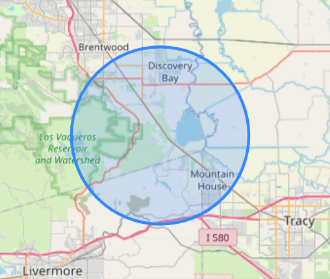 Brentwood
Discovery
Bay
Los Vaqueros
Reservoir
and Watershed
Mountain
House
Tracy
I 580
Livermore